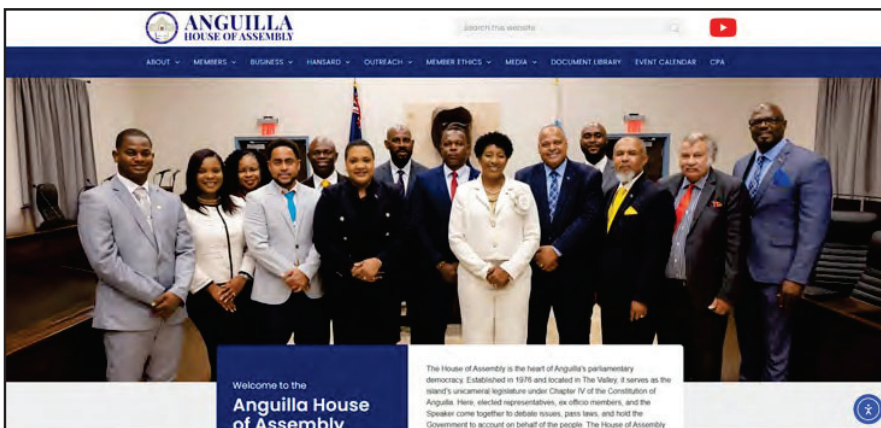 ANGUILLA
HOUSE OF ASSEMBLY
Search this website
ABOUT MEMBERS BUSINESS HANSARD OUTREACH MEMBER ETHICS MEDIA DOCUMENT LIBRARY EVENT CALENDAR CPA
Welcome to the
Anguilla House
of Assembly
The House of Assembly is the heart of Anguilla's parliamentary
democracy. Established in 1976 and located in The Valley, it serves as the
island's unicameral legislature under Chapter IV of the Constitution of
Anguilla. Here, elected representatives, ex officio members, and the
Speaker come together to debate issues, pass laws, and hold the
Government to account on behalf of the people. The House of Assembly